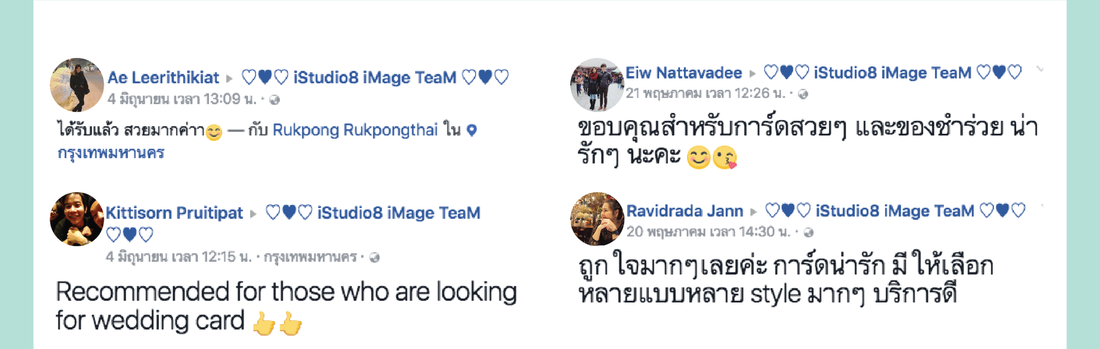 Ae Leerithikiat ▸ ♡♥♡ iStudio8 iMage TeaM ♡♥♡
4 มิถุนายน เวลา 13:09 น. ·
ได้รับแล้ว สวยมากค่าา😊 — กับ Rukpong Rukpongthai ใน
กรุงเทพมหานคร
Kittisorn Pruitipat ▸ ♡♥♡ iStudio8 iMage TeaM
♡♥♡
4 มิถุนายน เวลา 12:15 น. · กรุงเทพมหานคร ·
Recommended for those who are looking
for wedding card 👍👍
Eiw Nattavadee ▸ ♡♥♡ iStudio8 iMage TeaM ♡♥♡
21 พฤษภาคม เวลา 12:26 น. ·
ขอบคุณสำหรับการ์ดสวยๆ และของชำร่วย น่า
รักๆ นะคะ 😊😘
Ravidrada Jann ▸ ♡♥♡ iStudio8 iMage TeaM ♡♥♡
20 พฤษภาคม เวลา 14:30 น. ·
ถูก ใจมากๆเลยค่ะ การ์ดน่ารัก มี ให้เลือก
หลายแบบหลาย style มากๆ บริการดี